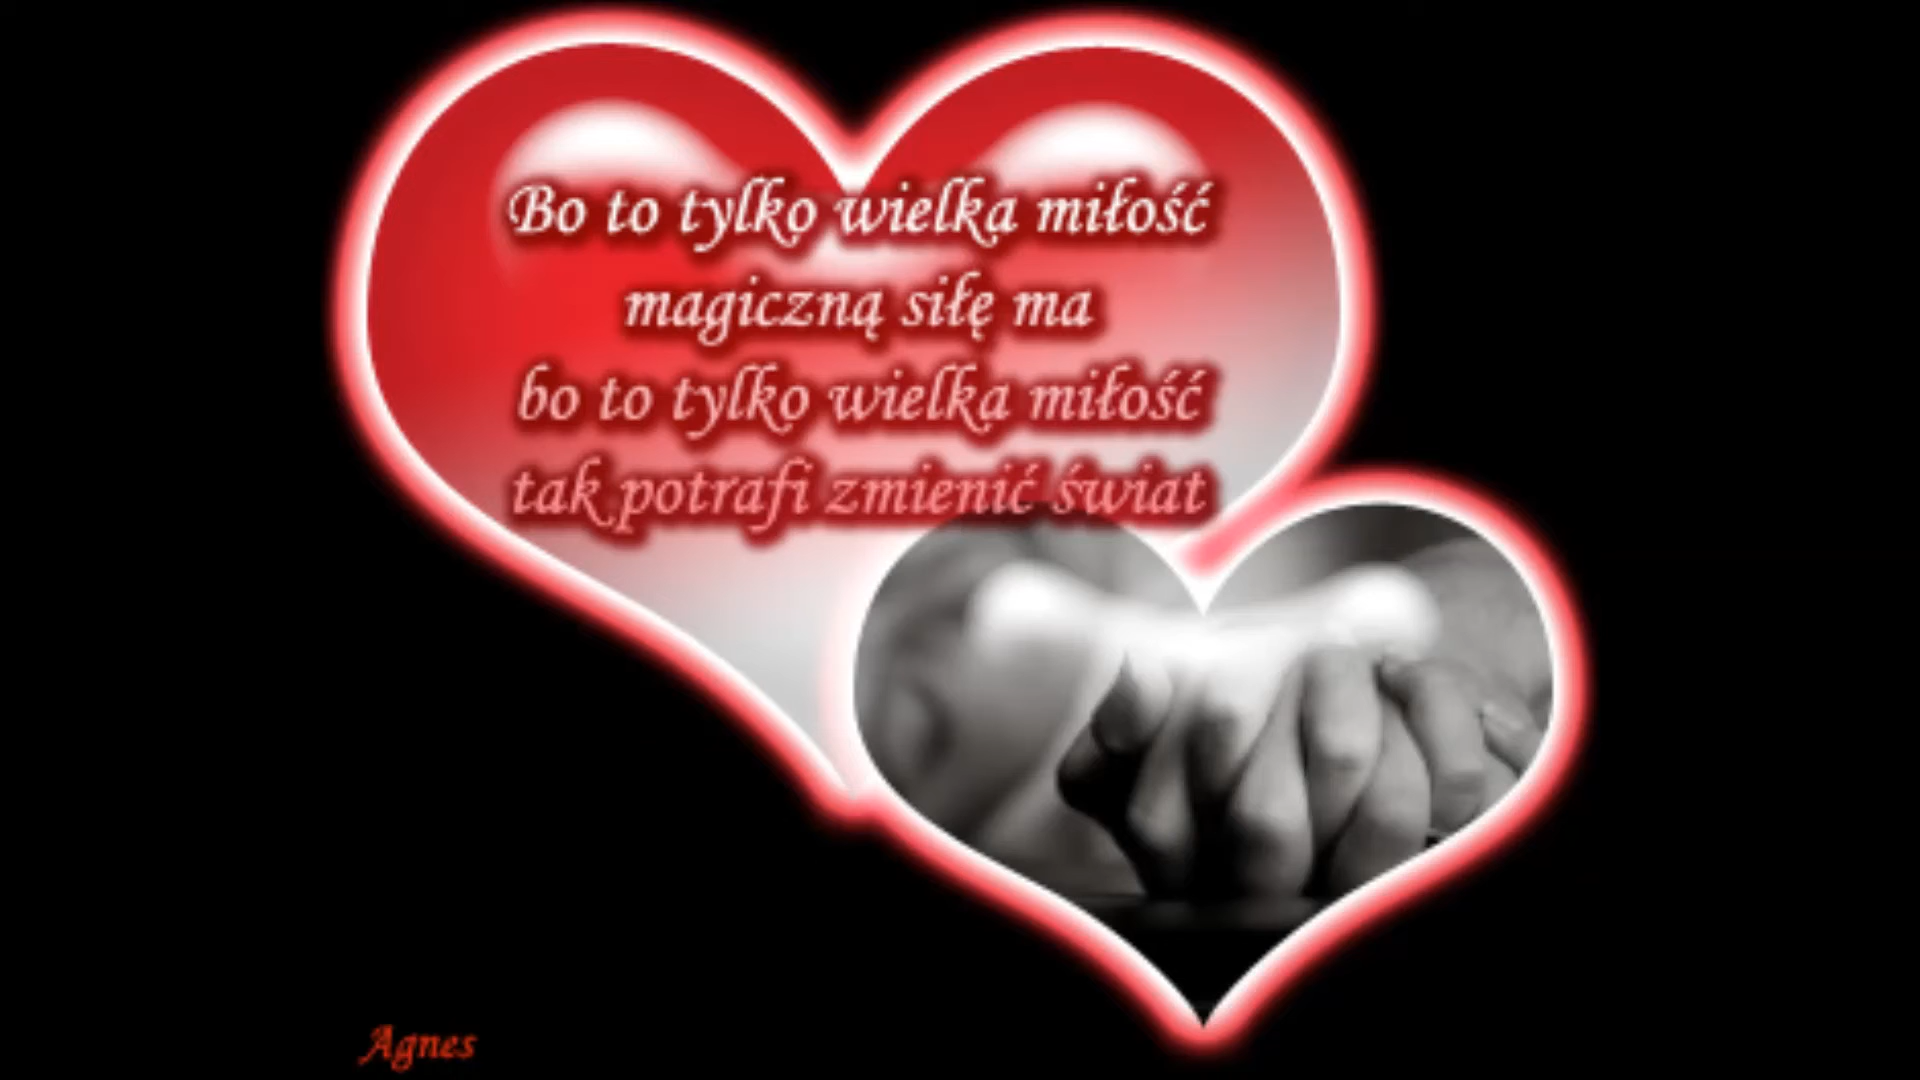 Bo to tylko wielka miłość
magiczną siłę ma
bo to tylko wielka miłość
tak potrafi zmienić świat
Agnes